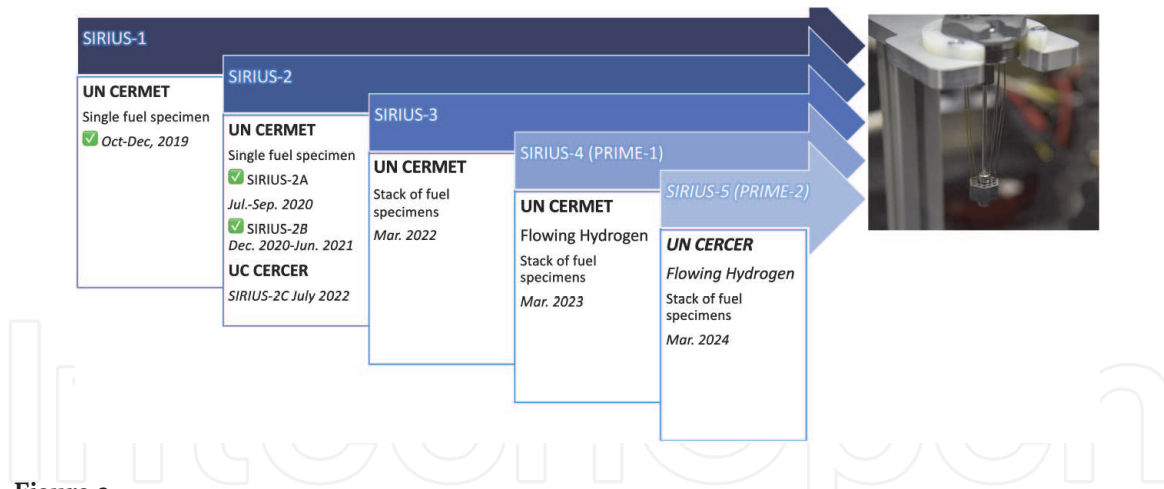 SIRIUS-1
UN CERMET
Single fuel specimen
✅ Oct-Dec, 2019
SIRIUS-2
UN CERMET
Single fuel specimen
✅ SIRIUS-2A
Jul.-Sep. 2020
✅ SIRIUS-2B
Dec. 2020-Jun. 2021
UC CERCER
SIRIUS-2C July 2022
SIRIUS-3
UN CERMET
Stack of fuel
specimens
Mar. 2022
SIRIUS-4 (PRIME-1)
UN CERMET
Flowing Hydrogen
Stack of fuel
specimens
Mar. 2023
SIRIUS-5 (PRIME-2)
UN CERCER
Flowing Hydrogen
Stack of fuel
specimens
Mar. 2024
IntechOpen